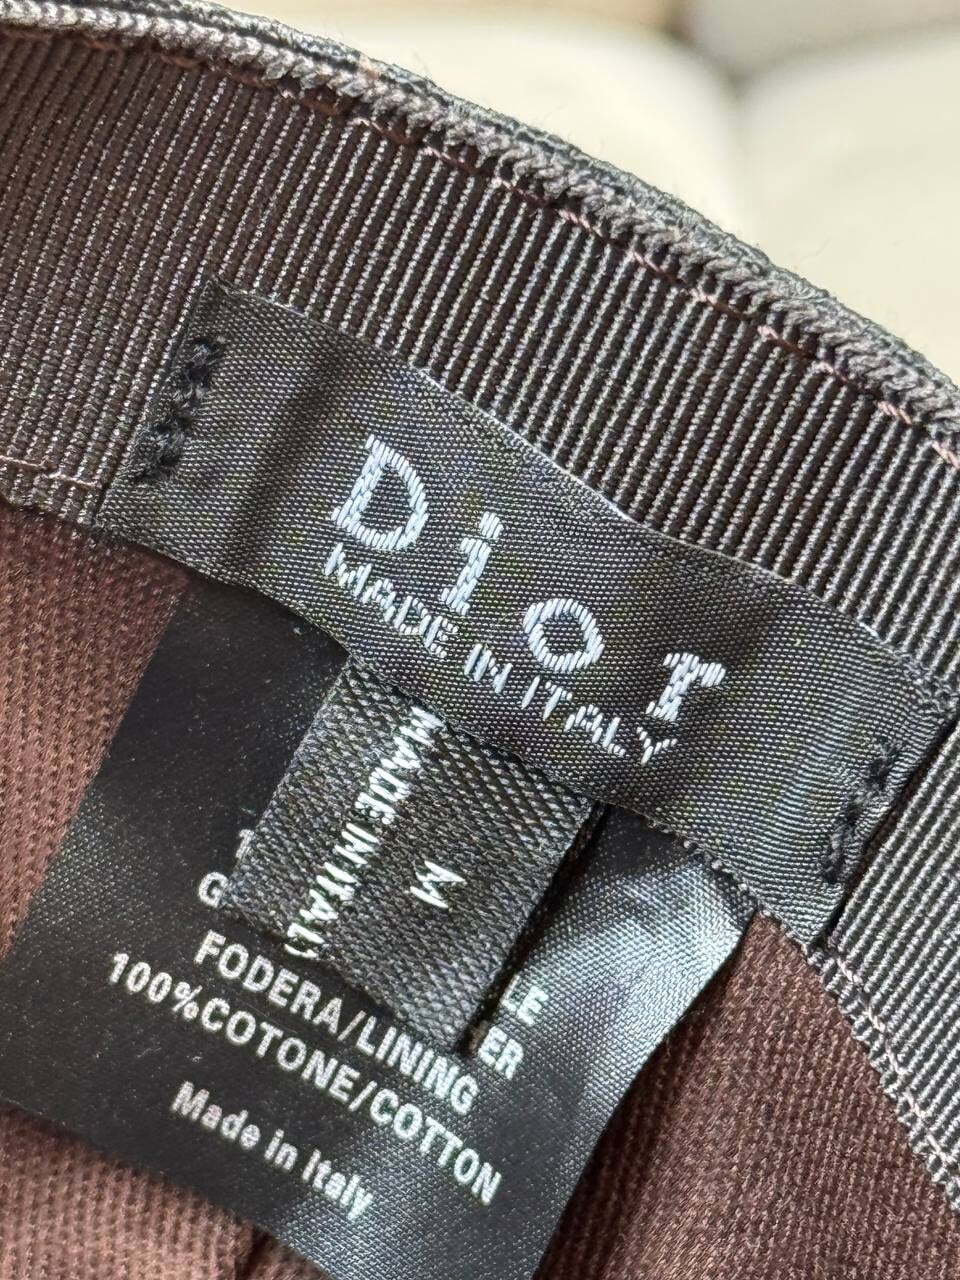 Dior
MADE IN ITALY
MADE IN ITALY
M
FODERA/LINING
100%COTONE/COTTON
Made in Italy